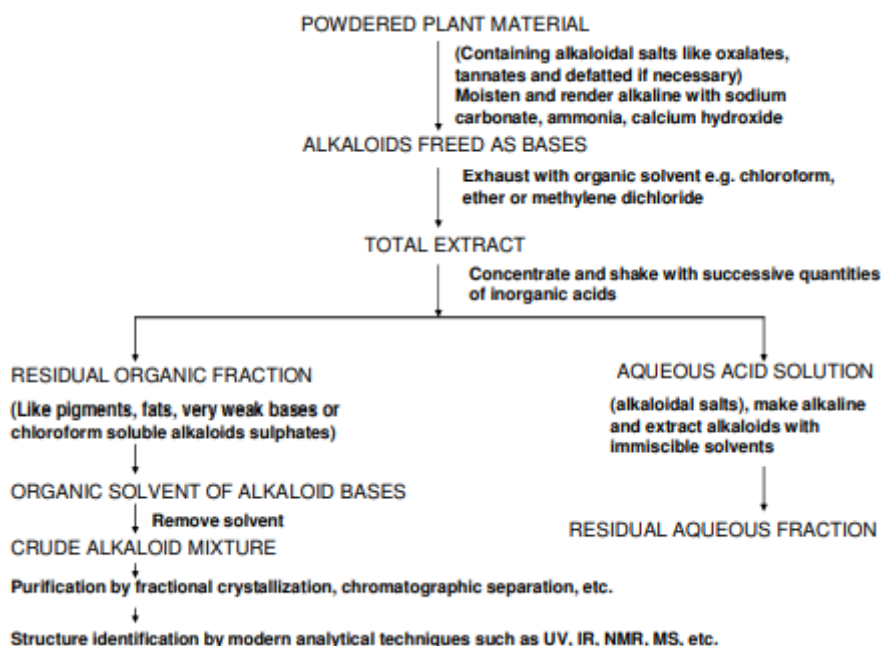 POWDERED PLANT MATERIAL
(Containing alkaloidal salts like oxalates,
tannates and defatted if necessary)
Moisten and render alkaline with sodium
carbonate, ammonia, calcium hydroxide
ALKALOIDS FREED AS BASES
Exhaust with organic solvent e.g. chloroform,
ether or methylene dichloride
TOTAL EXTRACT
Concentrate and shake with successive quantities
of inorganic acids
RESIDUAL ORGANIC FRACTION
(Like pigments, fats, very weak bases or
chloroform soluble alkaloids sulphates)
AQUEOUS ACID SOLUTION
(alkaloidal salts), make alkaline
and extract alkaloids with
immiscible solvents
ORGANIC SOLVENT OF ALKALOID BASES
Remove solvent
RESIDUAL AQUEOUS FRACTION
CRUDE ALKALOID MIXTURE
Purification by fractional crystallization, chromatographic separation, etc.
Structure identification by modern analytical techniques such as UV, IR, NMR, MS, etc.